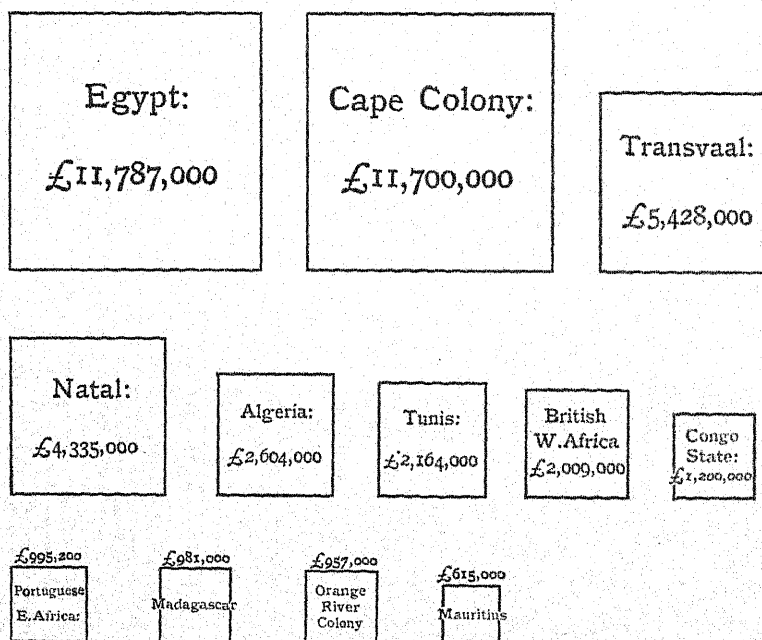 Egypt:
£11,787,000
Cape Colony:
£11,700,000
Transvaal:
£5,428,000
Natal:
£4,335,000
Algeria:
£2,604,000
Tunis:
£2,164,000
British
W.Africa
£2,009,000
Congo
State:
£1,200,000
£995,200
Portuguese
E.Africa:
£981,000
Madagascar
£957,000
Orange
River
Colony
£615,000
Mauritius